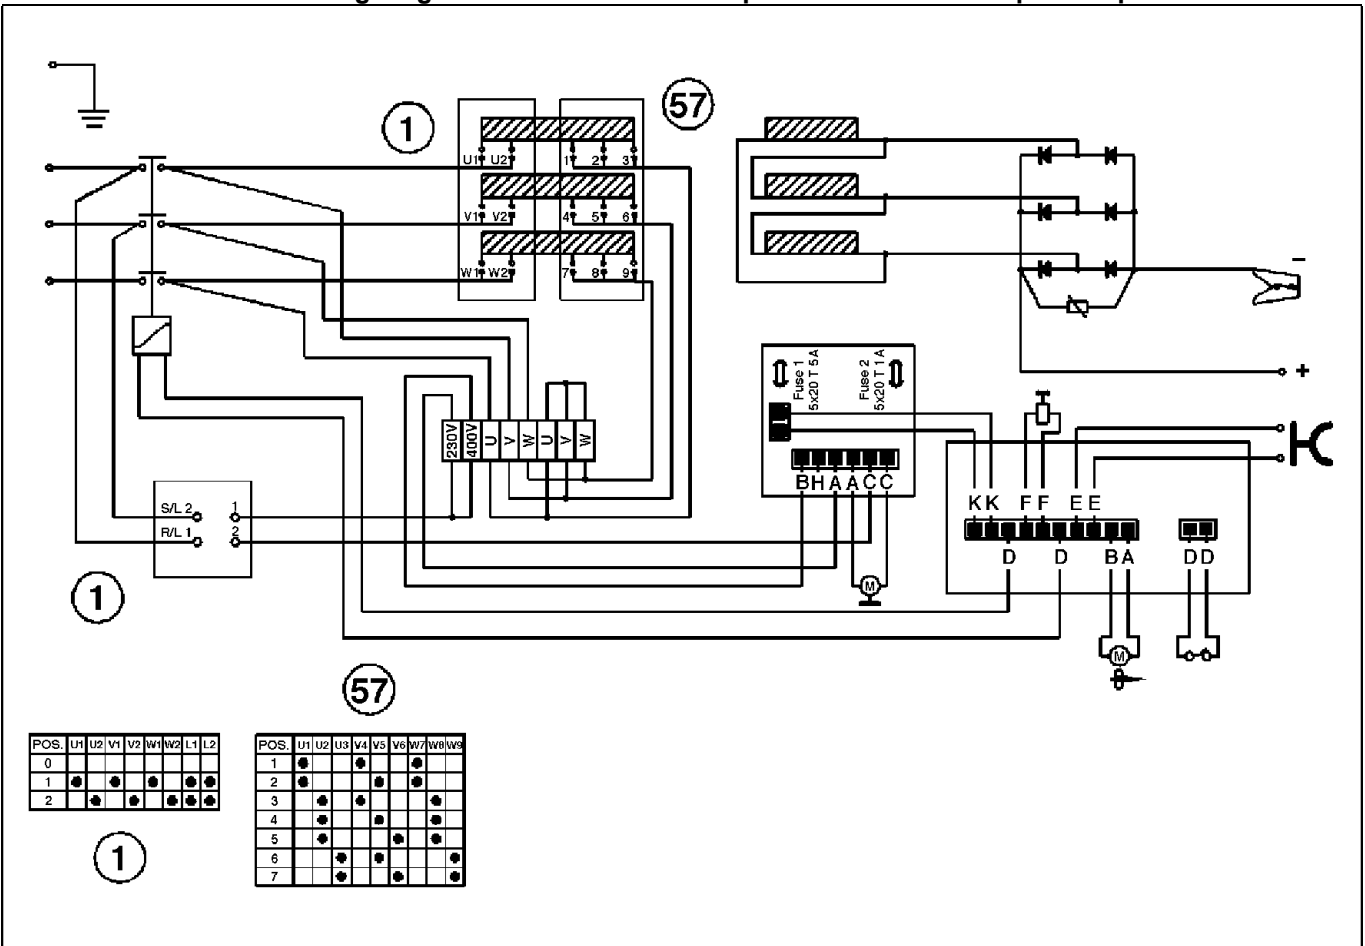 57
1
U1 U2 1 2 3
V1 V2 4 5 6
W1 W2 7 8 9
−
Fuse 1
5x20 T 5A
Fuse 2
5x20 T 1A
+
230V 400V U V W U V W
B H A A C C
K K F F E E
S/L 2 1
R/L 1 2
D D B A D D
M
1
M
57
POS. U1 U2 V1 V2 W1 W2 L1 L2
0
1
2
POS. U1 U2 U3 V4 V5 V6 W7 W8 W9
1
2
3
4
5
6
7
1